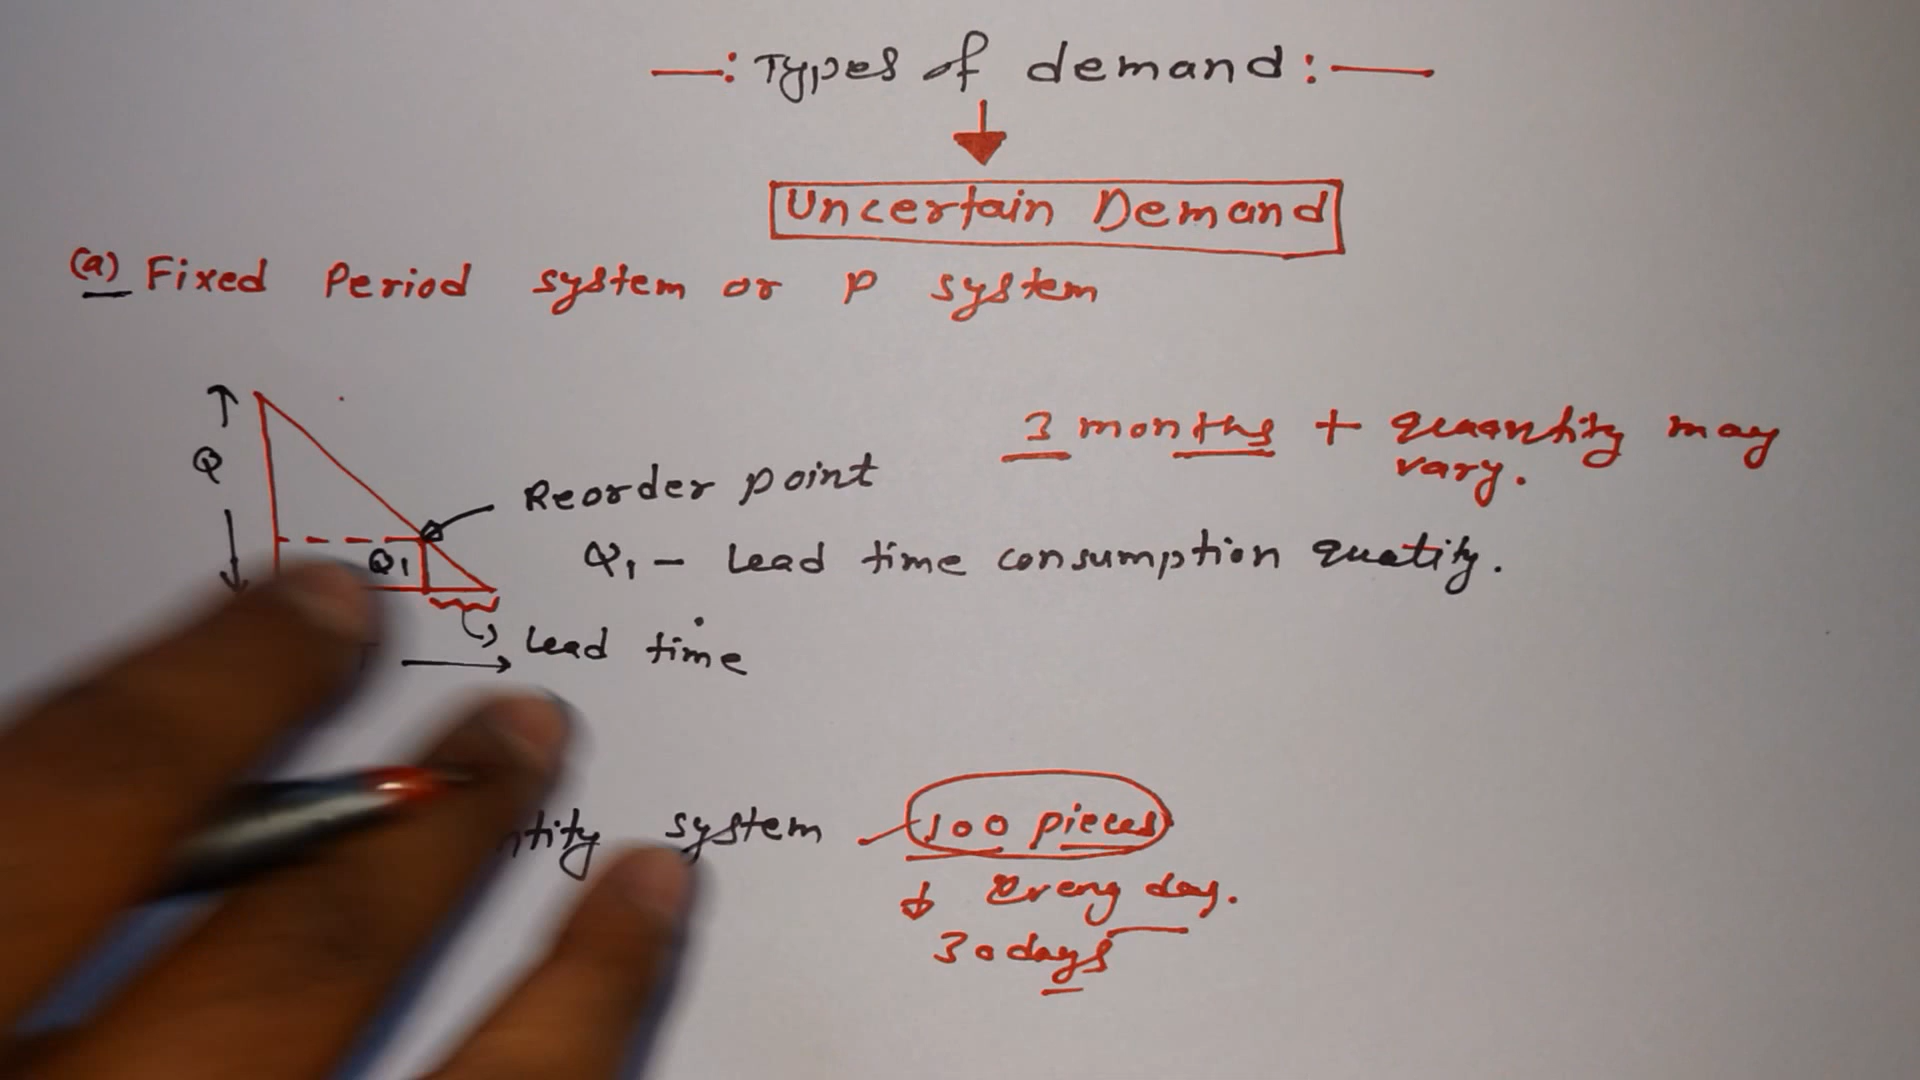 —: Types of demand :—
Uncertain Demand
(a) Fixed Period system or P system
3 months + quantity may
vary.
Q
Reorder point
Q1
Q1 – Lead time consumption quatity.
Lead time
ntity system
100 pieces
Every day.
30 days